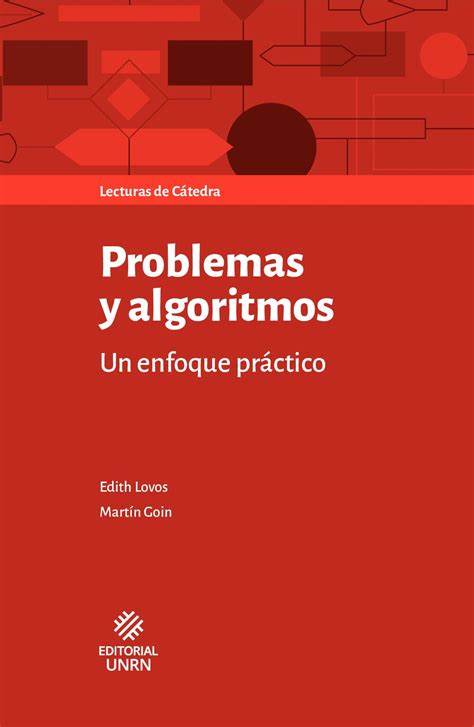 Lecturas de Cátedra
Problemas
y algoritmos
Un enfoque práctico
Edith Lovos
Martín Goin
EDITORIAL
UNRN